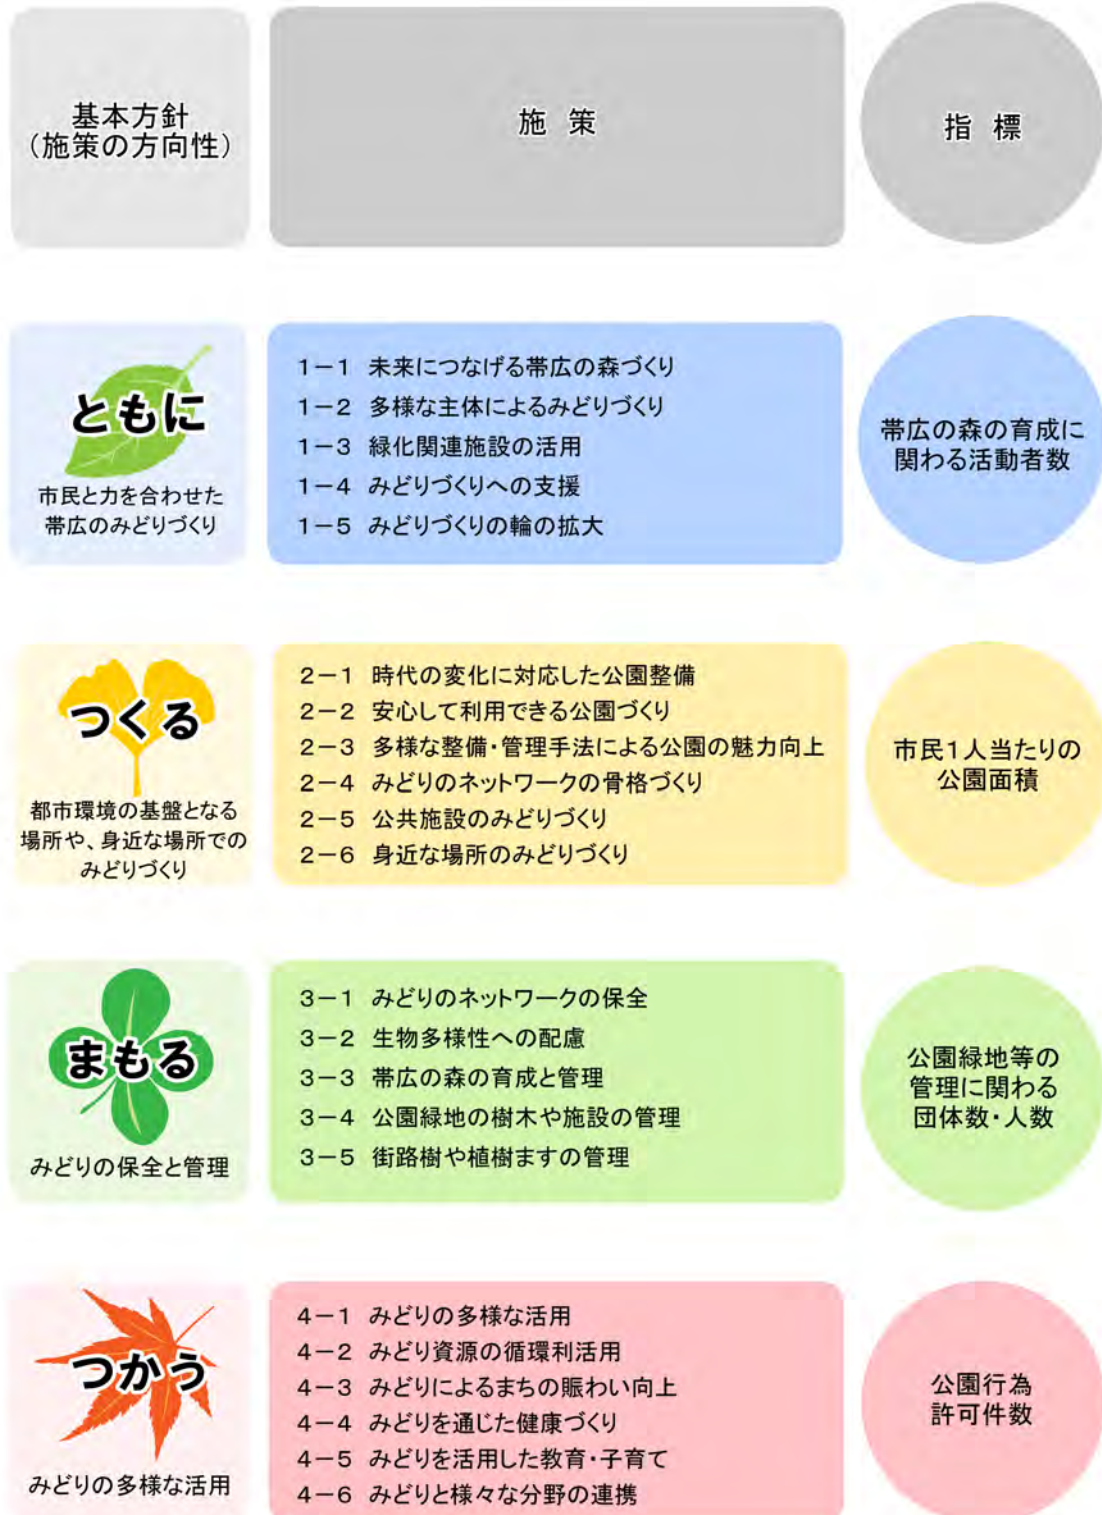 基本方針
(施策の方向性)
施 策
指 標
ともに
市民と力を合わせた
帯広のみどりづくり
1－1 未来につなげる帯広の森づくり
1－2 多様な主体によるみどりづくり
1－3 緑化関連施設の活用
1－4 みどりづくりへの支援
1－5 みどりづくりの輪の拡大
帯広の森の育成に
関わる活動者数
つくる
都市環境の基盤となる
場所や、身近な場所での
みどりづくり
2－1 時代の変化に対応した公園整備
2－2 安心して利用できる公園づくり
2－3 多様な整備・管理手法による公園の魅力向上
2－4 みどりのネットワークの骨格づくり
2－5 公共施設のみどりづくり
2－6 身近な場所のみどりづくり
市民1人当たりの
公園面積
まもる
みどりの保全と管理
3－1 みどりのネットワークの保全
3－2 生物多様性への配慮
3－3 帯広の森の育成と管理
3－4 公園緑地の樹木や施設の管理
3－5 街路樹や植樹ますの管理
公園緑地等の
管理に関わる
団体数・人数
つかう
みどりの多様な活用
4－1 みどりの多様な活用
4－2 みどり資源の循環利活用
4－3 みどりによるまちの賑わい向上
4－4 みどりを通じた健康づくり
4－5 みどりを活用した教育・子育て
4－6 みどりと様々な分野の連携
公園行為
許可件数